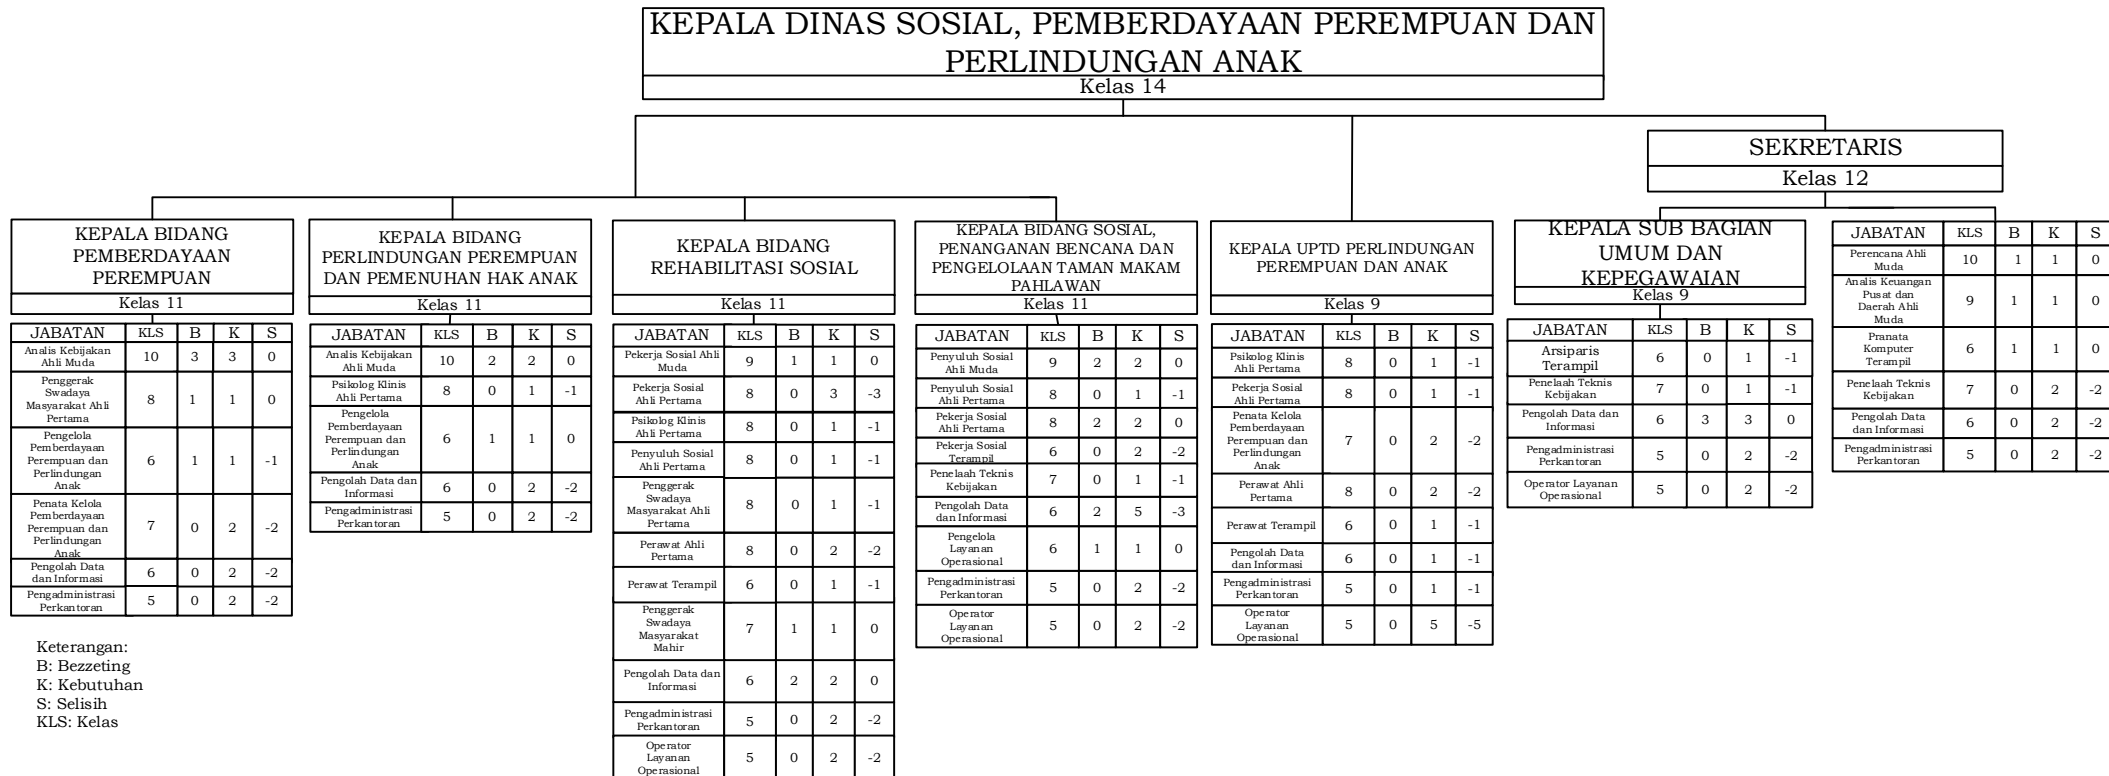 KEPALA DINAS SOSIAL, PEMBERDAYAAN PEREMPUAN DAN
PERLINDUNGAN ANAK
Kelas 14
SEKRETARIS
Kelas 12
KEPALA BIDANG
PEMBERDAYAAN
PEREMPUAN
Kelas 11
JABATAN KLS B K S
Analis Kebijakan
Ahli Muda 10 3 3 0
Penggerak
Swadaya
Masyarakat Ahli
Pertama 8 1 1 0
Pengelola
Pemberdayaan
Perempuan dan
Perlindungan
Anak 6 1 1 -1
Penata Kelola
Pemberdayaan
Perempuan dan
Perlindungan
Anak 7 0 2 -2
Pengolah Data
dan Informasi 6 0 2 -2
Pengadministrasi
Perkantoran 5 0 2 -2
KEPALA BIDANG
PERLINDUNGAN PEREMPUAN
DAN PEMENUHAN HAK ANAK
Kelas 11
JABATAN KLS B K S
Analis Kebijakan
Ahli Muda 10 2 2 0
Psikolog Klinis
Ahli Pertama 8 0 1 -1
Pengelola
Pemberdayaan
Perempuan dan
Perlindungan
Anak 6 1 1 0
Pengolah Data dan
Informasi 6 0 2 -2
Pengadministrasi
Perkantoran 5 0 2 -2
KEPALA BIDANG
REHABILITASI SOSIAL
Kelas 11
JABATAN KLS B K S
Pekerja Sosial Ahli
Muda 9 1 1 0
Pekerja Sosial
Ahli Pertama 8 0 3 -3
Psikolog Klinis
Ahli Pertama 8 0 1 -1
Penyuluh Sosial
Ahli Pertama 8 0 1 -1
Penggerak
Swadaya
Masyarakat Ahli
Pertama 8 0 1 -1
Perawat Ahli
Pertama 8 0 2 -2
Perawat Terampil 6 0 1 -1
Penggerak
Swadaya
Masyarakat
Mahir 7 1 1 0
Pengolah Data dan
Informasi 6 2 2 0
Pengadministrasi
Perkantoran 5 0 2 -2
Operator
Layanan
Operasional 5 0 2 -2
KEPALA BIDANG SOSIAL,
PENANGANAN BENCANA DAN
PENGELOLAAN TAMAN MAKAM
PAHLAWAN
Kelas 11
JABATAN KLS B K S
Penyuluh Sosial
Ahli Muda 9 2 2 0
Penyuluh Sosial
Ahli Pertama 8 0 1 -1
Pekerja Sosial
Ahli Pertama 8 2 2 0
Pekerja Sosial
Terampil 6 0 2 -2
Penelaah Teknis
Kebijakan 7 0 1 -1
Pengolah Data
dan Informasi 6 2 5 -3
Pengelola
Layanan
Operasional 6 1 1 0
Pengadministrasi
Perkantoran 5 0 2 -2
Operator
Layanan
Operasional 5 0 2 -2
KEPALA UPTD PERLINDUNGAN
PEREMPUAN DAN ANAK
Kelas 9
JABATAN KLS B K S
Psikolog Klinis
Ahli Pertama 8 0 1 -1
Pekerja Sosial
Ahli Pertama 8 0 1 -1
Penata Kelola
Pemberdayaan
Perempuan dan
Perlindungan
Anak 7 0 2 -2
Perawat Ahli
Pertama 8 0 2 -2
Perawat Terampil 6 0 1 -1
Pengolah Data
dan Informasi 6 0 1 -1
Pengadministrasi
Perkantoran 5 0 1 -1
Operator
Layanan
Operasional 5 0 5 -5
KEPALA SUB BAGIAN
UMUM DAN
KEPEGAWAIAN
Kelas 9
JABATAN KLS B K S
Arsiparis
Terampil 6 0 1 -1
Penelaah Teknis
Kebijakan 7 0 1 -1
Pengolah Data dan
Informasi 6 3 3 0
Pengadministrasi
Perkantoran 5 0 2 -2
Operator Layanan
Operasional 5 0 2 -2
JABATAN KLS B K S
Perencana Ahli
Muda 10 1 1 0
Analis Keuangan
Pusat dan
Daerah Ahli
Muda 9 1 1 0
Pranata
Komputer
Terampil 6 1 1 0
Penelaah Teknis
Kebijakan 7 0 2 -2
Pengolah Data
dan Informasi 6 0 2 -2
Pengadministrasi
Perkantoran 5 0 2 -2
Keterangan:
B: Bezzeting
K: Kebutuhan
S: Selisih
KLS: Kelas